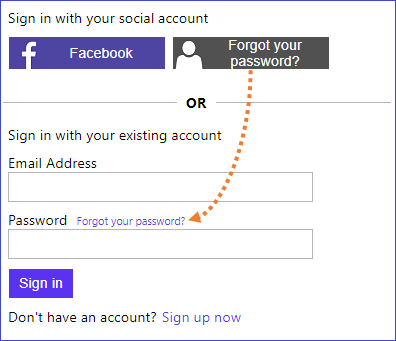 Sign in with your social account
Facebook
Forgot your
password?
OR
Sign in with your existing account
Email Address
Password Forgot your password?
Sign in
Don't have an account? Sign up now